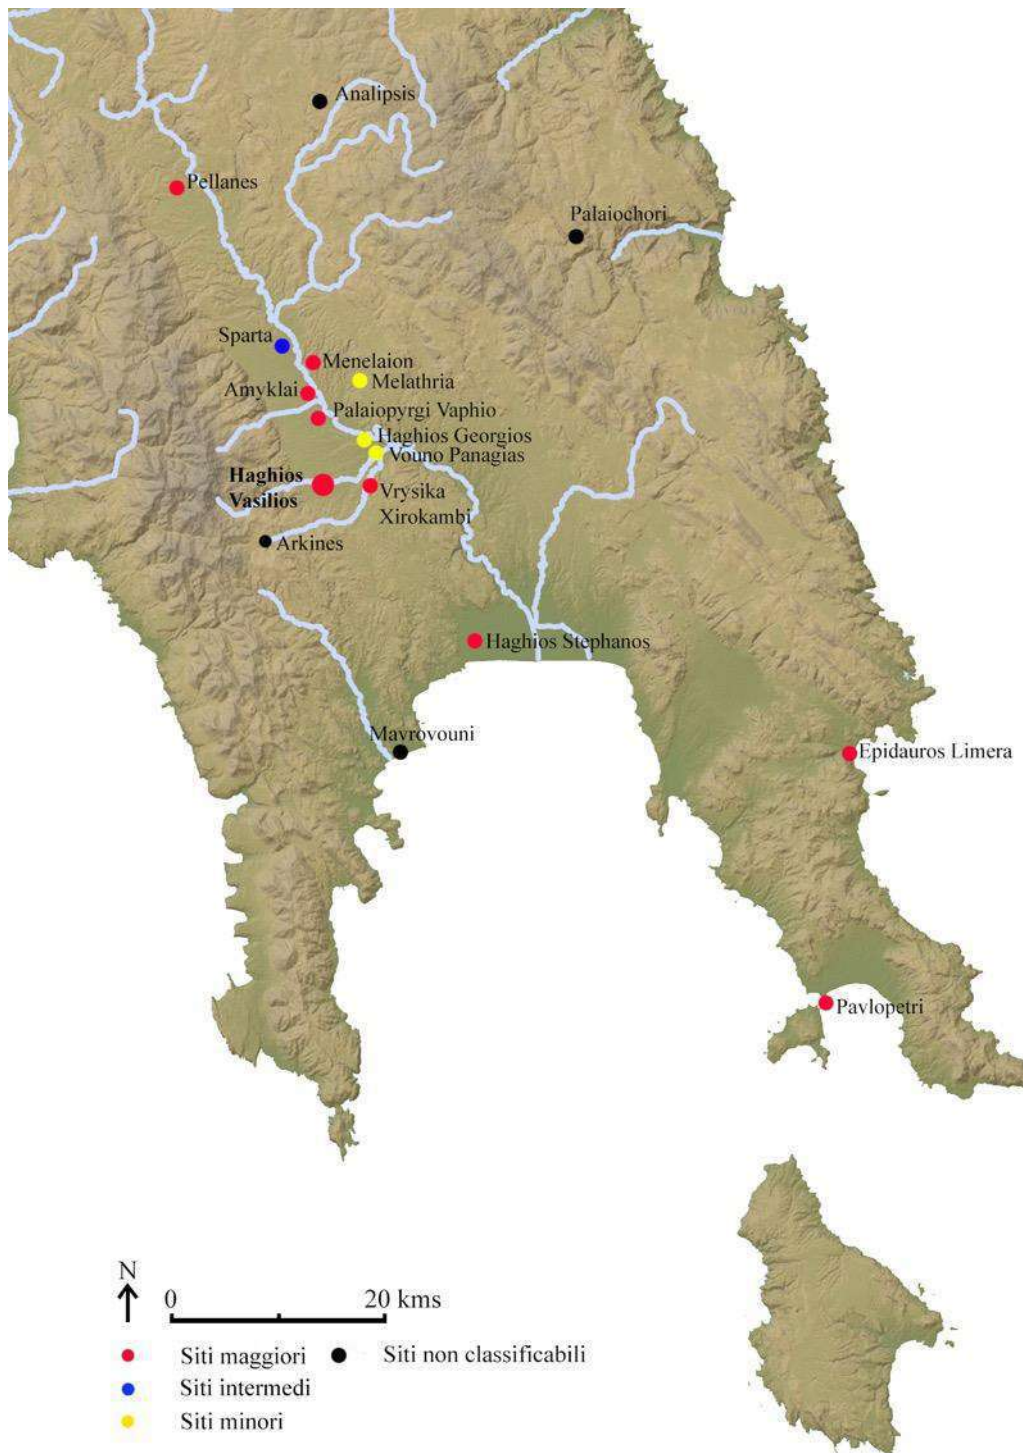 Analipsis
Pellanes
Palaiochori
Sparta
Menelaion
Melathria
Amyklai
Palaiopyrgi Vaphio
Haghios Georgios
Vouno Panagias
Haghios
Vasilios
Vrysika
Xirokambi
Arkines
Haghios Stephanos
Mavrovouni
Epidauros Limera
Pavlopetri
N
0 20 kms
Siti maggiori
Siti non classificabili
Siti intermedi
Siti minori